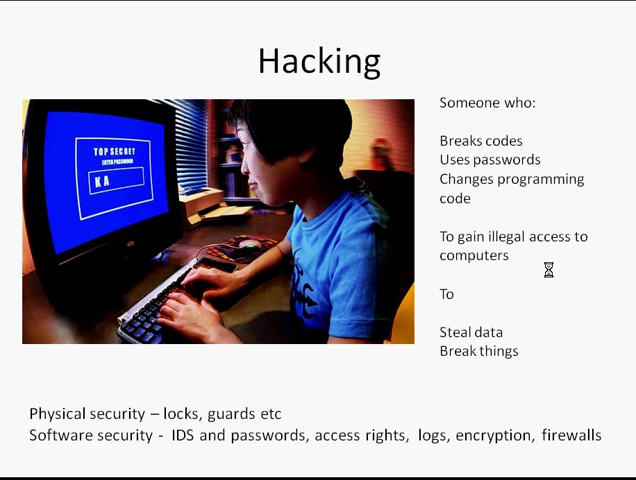 Hacking
TOP SECRET
ENTER PASSWORD
K A
Someone who:
Breaks codes
Uses passwords
Changes programming
code
To gain illegal access to
computers
To
Steal data
Break things
Physical security – locks, guards etc
Software security - IDS and passwords, access rights, logs, encryption, firewalls